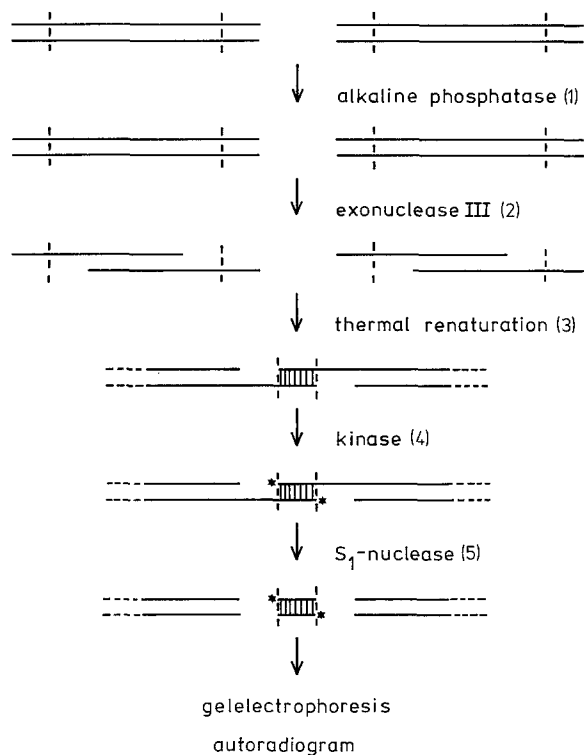 alkaline phosphatase (1)
exonuclease III (2)
thermal renaturation (3)
kinase (4)
S1-nuclease (5)
gelelectrophoresis
autoradiogram